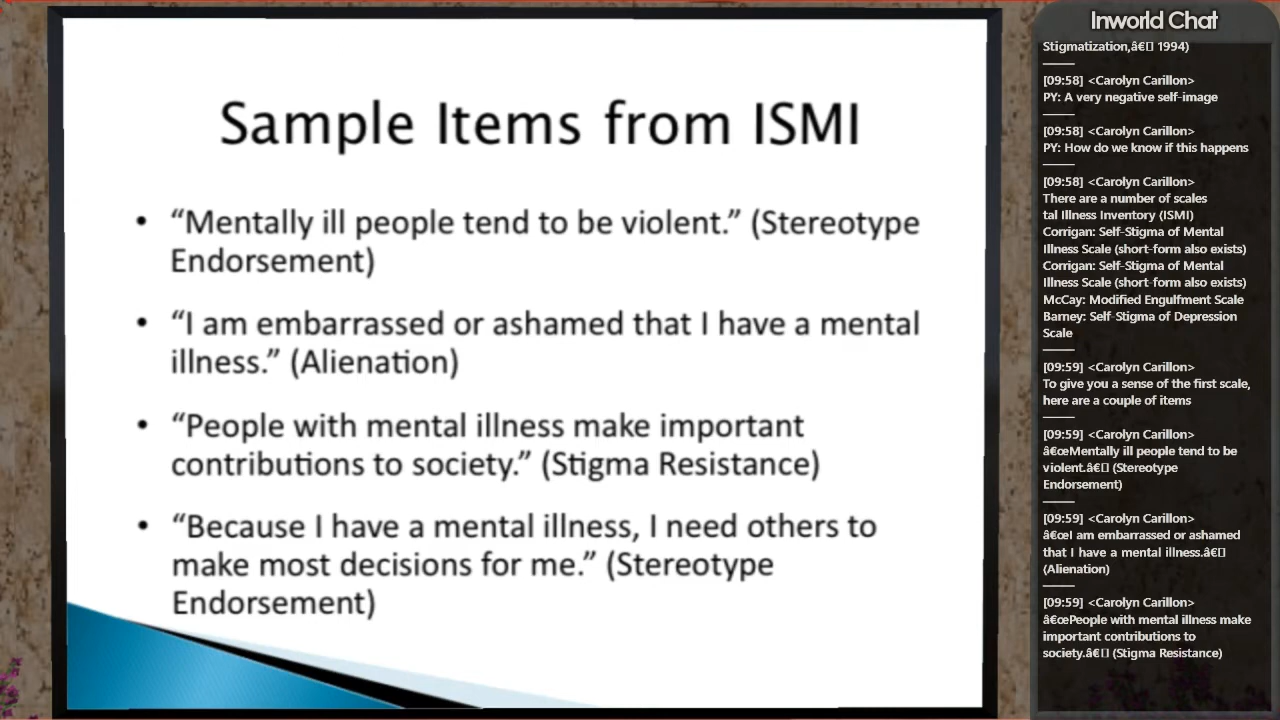 Sample Items from ISMI
• “Mentally ill people tend to be violent.” (Stereotype
Endorsement)
• “I am embarrassed or ashamed that I have a mental
illness.” (Alienation)
• “People with mental illness make important
contributions to society.” (Stigma Resistance)
• “Because I have a mental illness, I need others to
make most decisions for me.” (Stereotype
Endorsement)
Inworld Chat
Stigmatization,â€▯ 1994)
[09:58] <Carolyn Carillon>
PY: A very negative self-image
[09:58] <Carolyn Carillon>
PY: How do we know if this happens
[09:58] <Carolyn Carillon>
There are a number of scales
tal Illness Inventory (ISMI)
Corrigan: Self-Stigma of Mental
Illness Scale (short-form also exists)
Corrigan: Self-Stigma of Mental
Illness Scale (short-form also exists)
McCay: Modified Engulfment Scale
Barney: Self-Stigma of Depression
Scale
[09:59] <Carolyn Carillon>
To give you a sense of the first scale,
here are a couple of items
[09:59] <Carolyn Carillon>
â€œMentally ill people tend to be
violent.â€▯ (Stereotype
Endorsement)
[09:59] <Carolyn Carillon>
â€œI am embarrassed or ashamed
that I have a mental illness.â€▯
(Alienation)
[09:59] <Carolyn Carillon>
â€œPeople with mental illness make
important contributions to
society.â€▯ (Stigma Resistance)